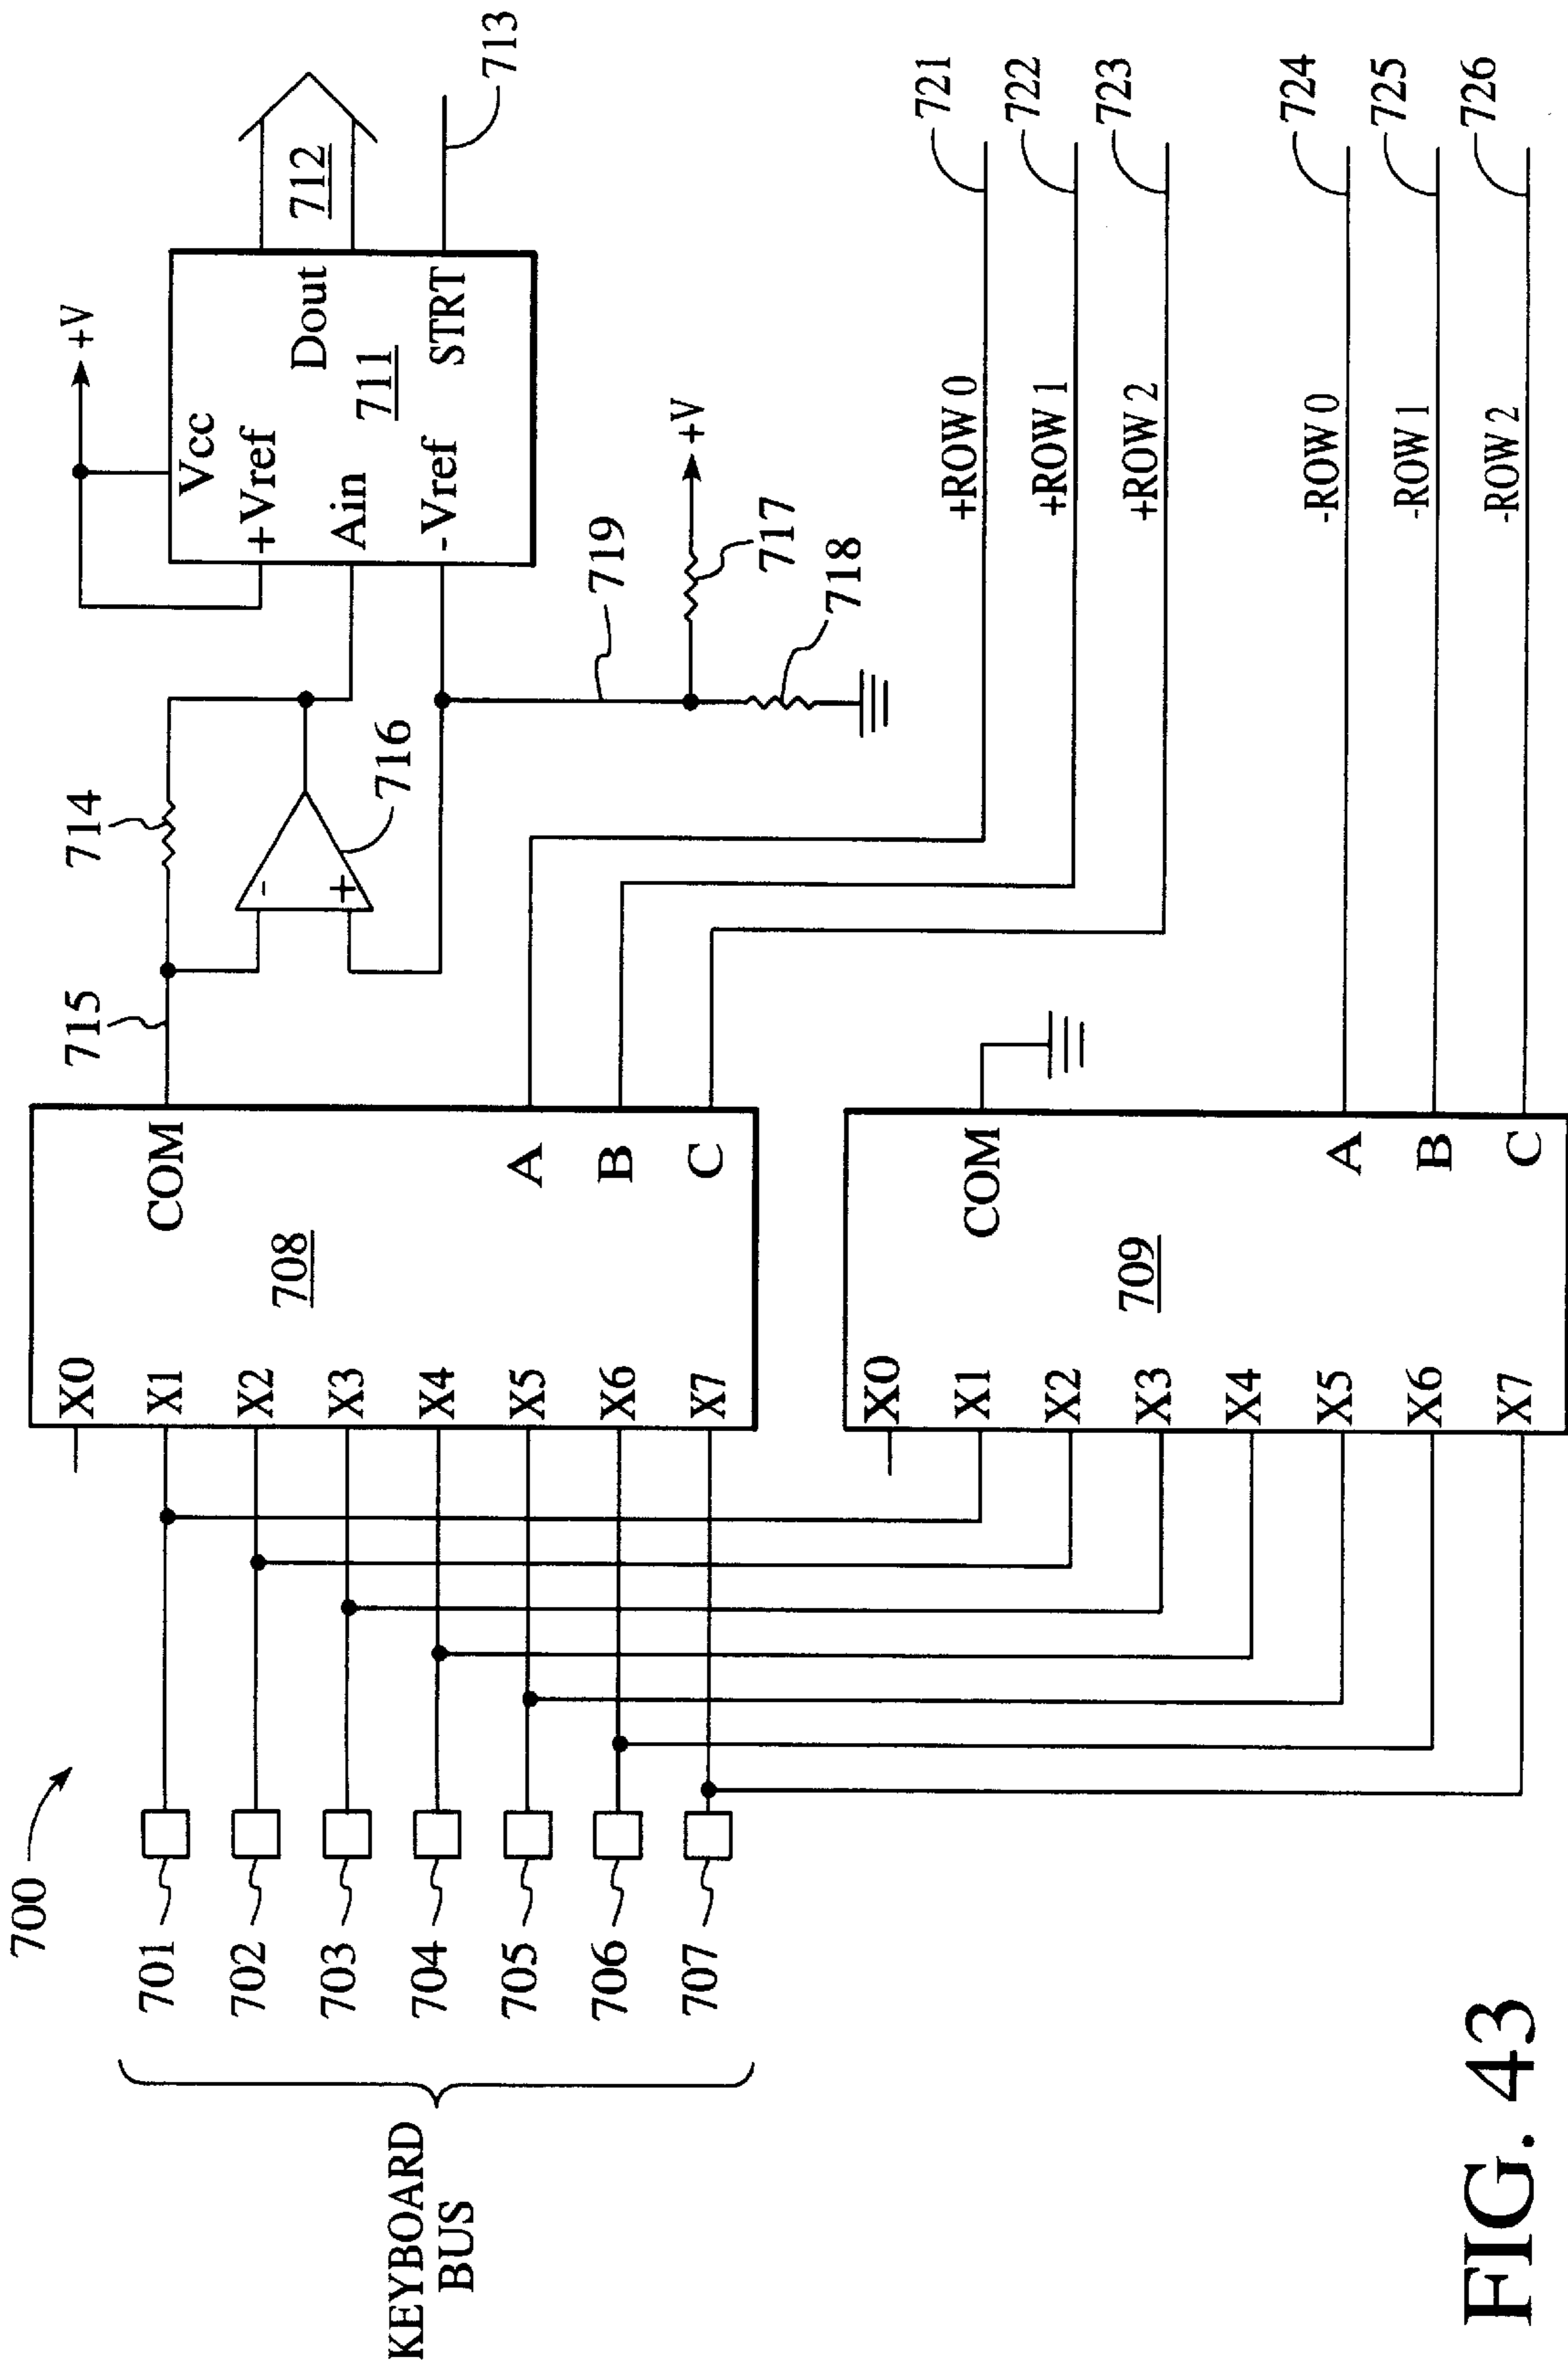 700
KEYBOARD
BUS
701
702
703
704
705
706
707
X0
X1
X2
X3
X4
X5
X6
X7
708
COM
A
B
C
X0
X1
X2
X3
X4
X5
X6
X7
709
COM
A
B
C
715
714
-
+
716
719
717
718
+V
+V
Vcc
+Vref
Ain
-Vref
Dout
711
STRT
712
713
+ROW 0
+ROW 1
+ROW 2
-ROW 0
-ROW 1
-ROW 2
721
722
723
724
725
726
FIG. 43